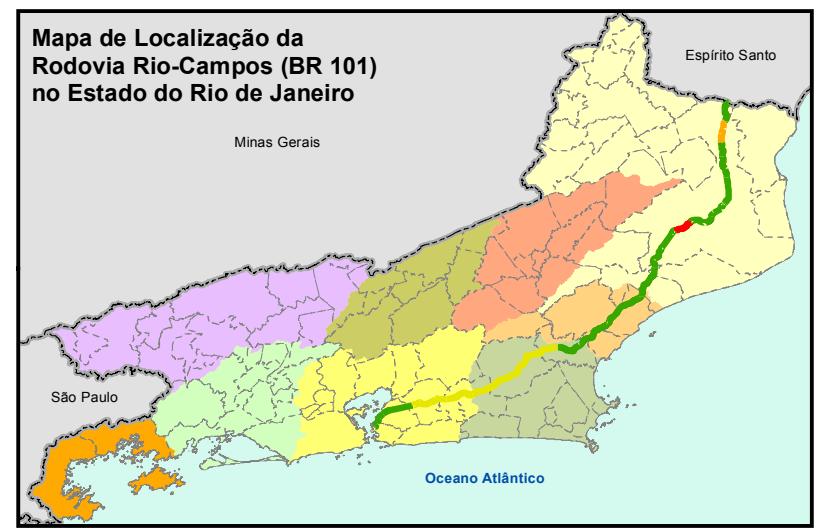 Mapa de Localização da
Rodovia Rio-Campos (BR 101)
no Estado do Rio de Janeiro
Espírito Santo
Minas Gerais
São Paulo
Oceano Atlântico